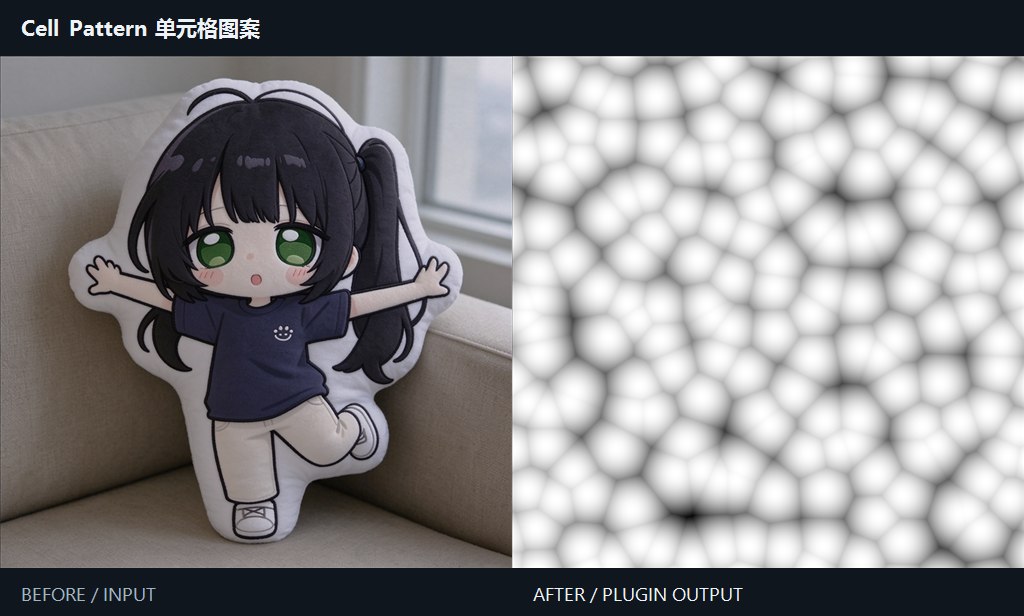 Cell Pattern 单元格图案
BEFORE / INPUT
AFTER / PLUGIN OUTPUT